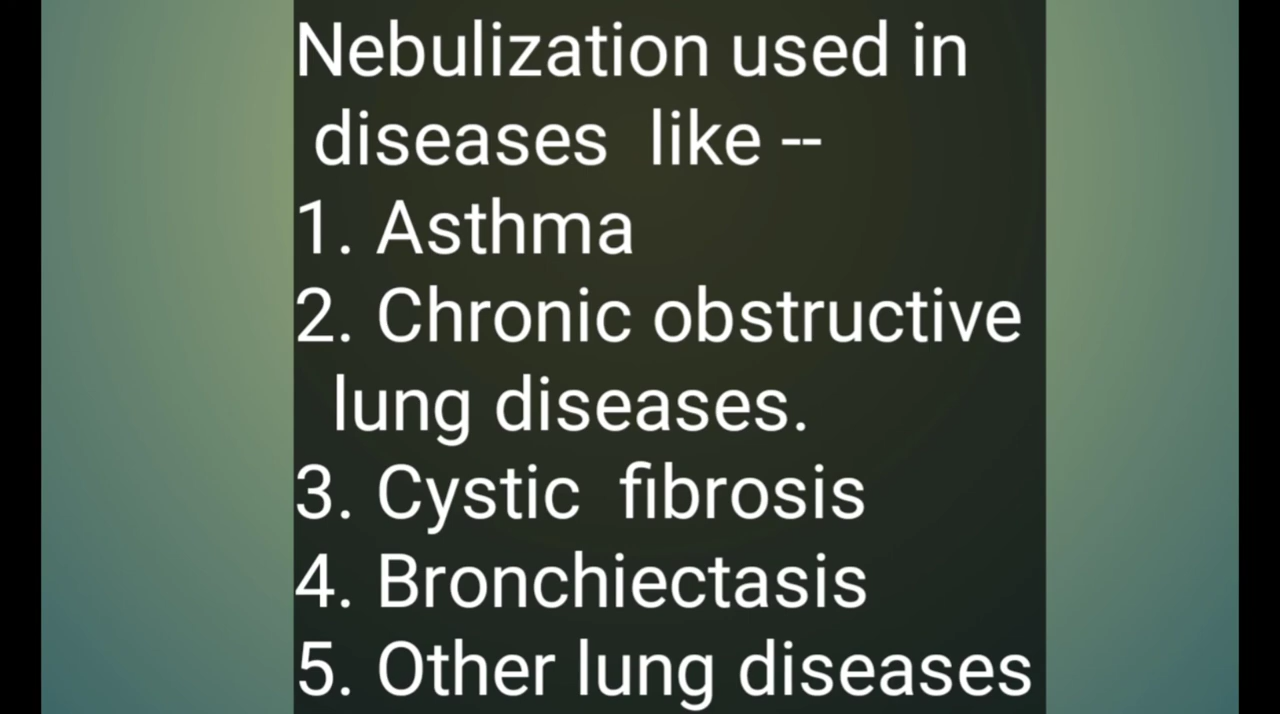 Nebulization used in
diseases like --
1. Asthma
2. Chronic obstructive
lung diseases.
3. Cystic fibrosis
4. Bronchiectasis
5. Other lung diseases